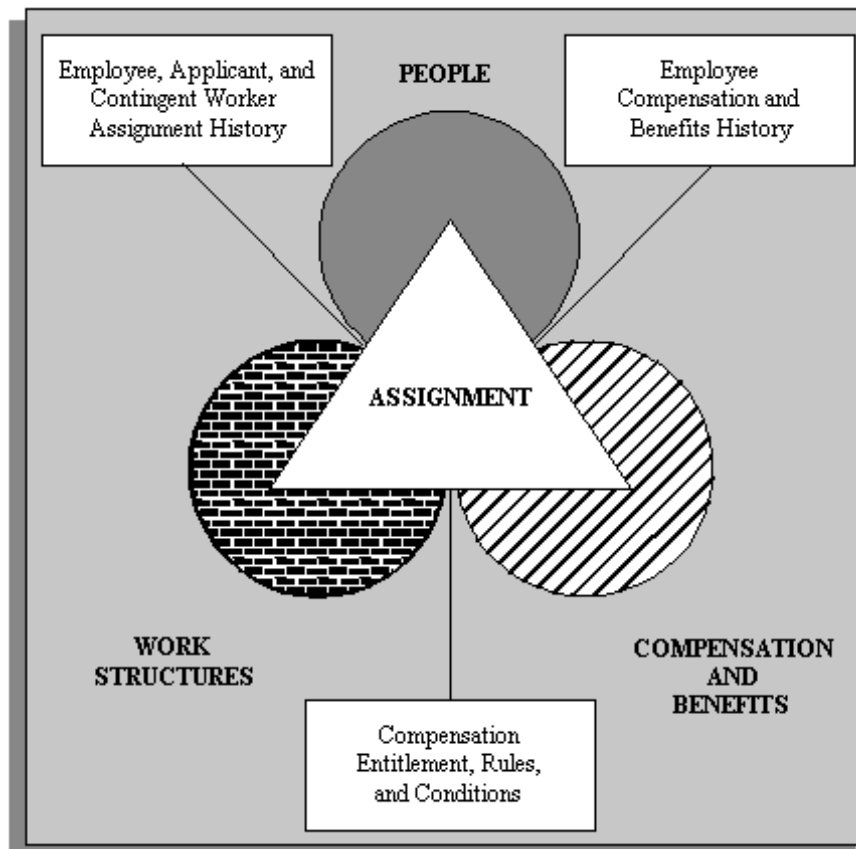 Employee, Applicant, and
Contingent Worker
Assignment History
PEOPLE
Employee
Compensation and
Benefits History
ASSIGNMENT
WORK
STRUCTURES
COMPENSATION
AND
BENEFITS
Compensation
Entitlement, Rules,
and Conditions